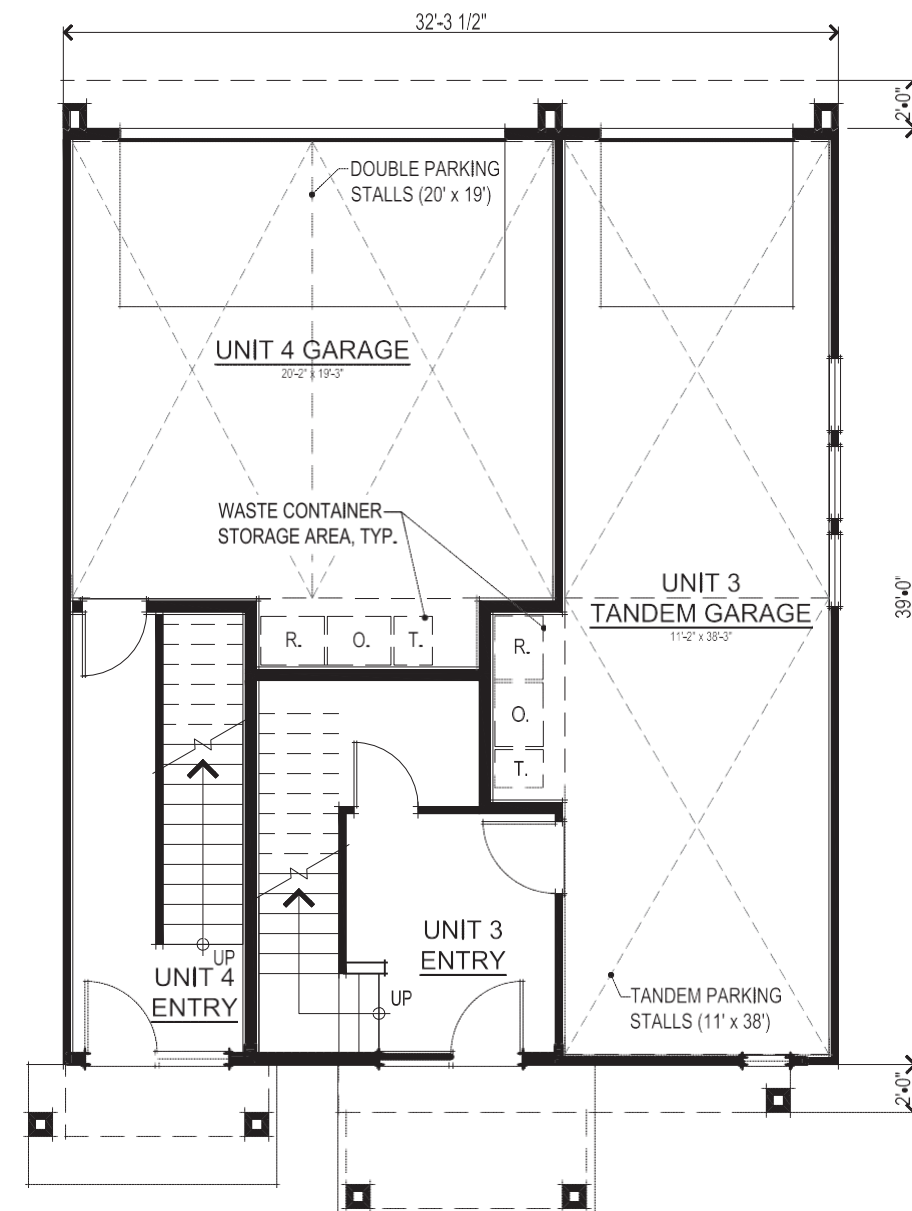 32'-3 1/2"
2'-0"
DOUBLE PARKING
STALLS (20' x 19')
UNIT 4 GARAGE
20'-2" x 19'-3"
WASTE CONTAINER
STORAGE AREA, TYP.
UNIT 3
TANDEM GARAGE
11'-2" x 38'-3"
39'-0"
R. O. T.
R.
O.
T.
UP
UNIT 4
ENTRY
UNIT 3
ENTRY
UP
TANDEM PARKING
STALLS (11' x 38')
2'-0"